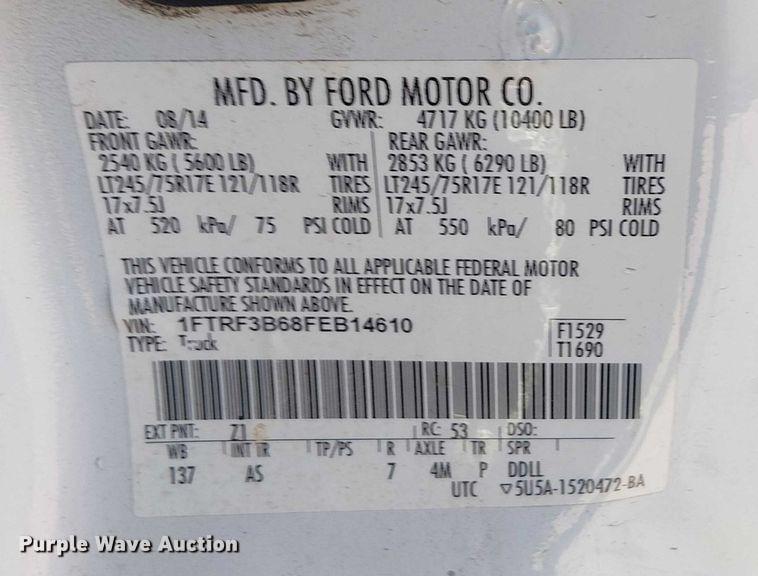 MFD. BY FORD MOTOR CO.
DATE: 08/14 GVWR: 4717 KG (10400 LB)
FRONT GAWR: REAR GAWR:
2540 KG ( 5600 LB) WITH 2853 KG ( 6290 LB) WITH
LT245/75R17E 121/118R TIRES LT245/75R17E 121/118R TIRES
17x7.5J RIMS 17x7.5J RIMS
AT 520 kPa/ 75 PSI COLD AT 550 kPa/ 80 PSI COLD
THIS VEHICLE CONFORMS TO ALL APPLICABLE FEDERAL MOTOR
VEHICLE SAFETY STANDARDS IN EFFECT ON THE DATE OF
MANUFACTURE SHOWN ABOVE.
VIN: 1FTRF3B68FEB14610 F1529
TYPE: Truck T1690
EXT PNT: Z1 RC: 53 DSO:
WB INT TR TP/PS R AXLE TR SPR
137 AS 7 4M P DDLL
UTC ▽5U5A-1520472-BA
Purple Wave Auction